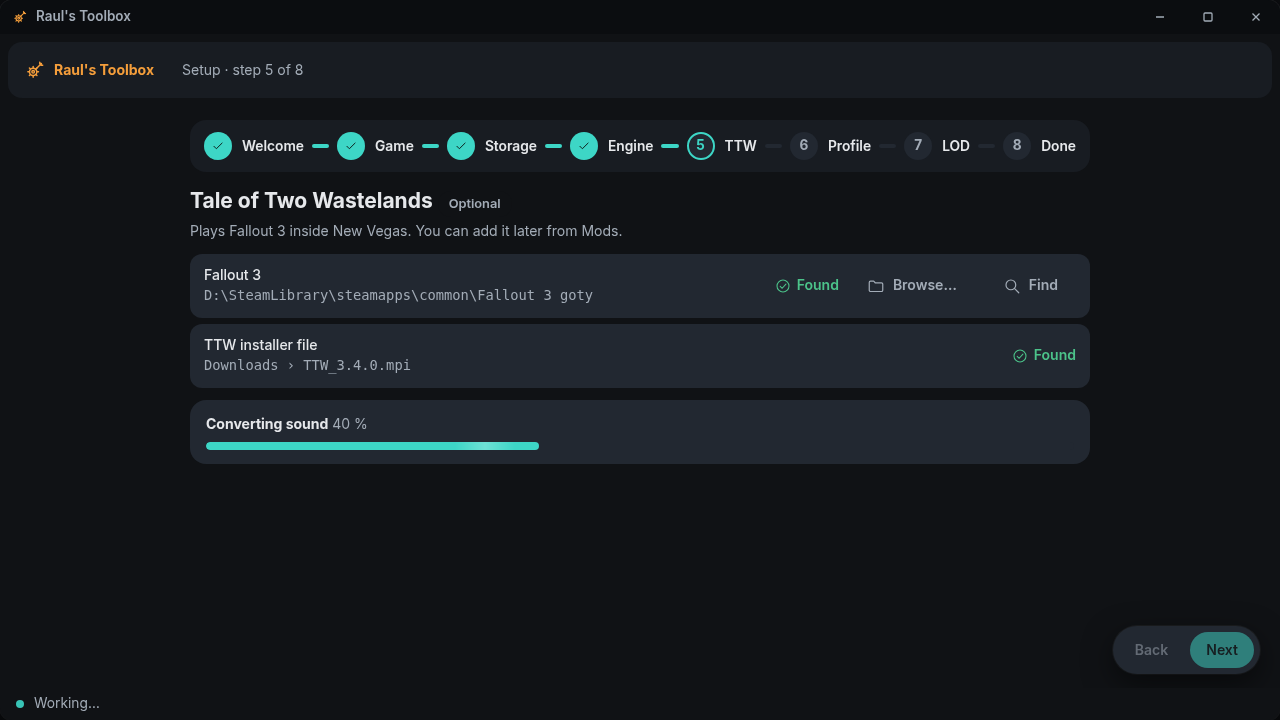 Raul's Toolbox
Raul's Toolbox Setup · step 5 of 8
Welcome Game Storage Engine 5 TTW 6 Profile 7 LOD 8 Done
Tale of Two Wastelands Optional
Plays Fallout 3 inside New Vegas. You can add it later from Mods.
Fallout 3
D:\SteamLibrary\steamapps\common\Fallout 3 goty
Found Browse... Find
TTW installer file
Downloads › TTW_3.4.0.mpi
Found
Converting sound 40 %
Back Next
Working...